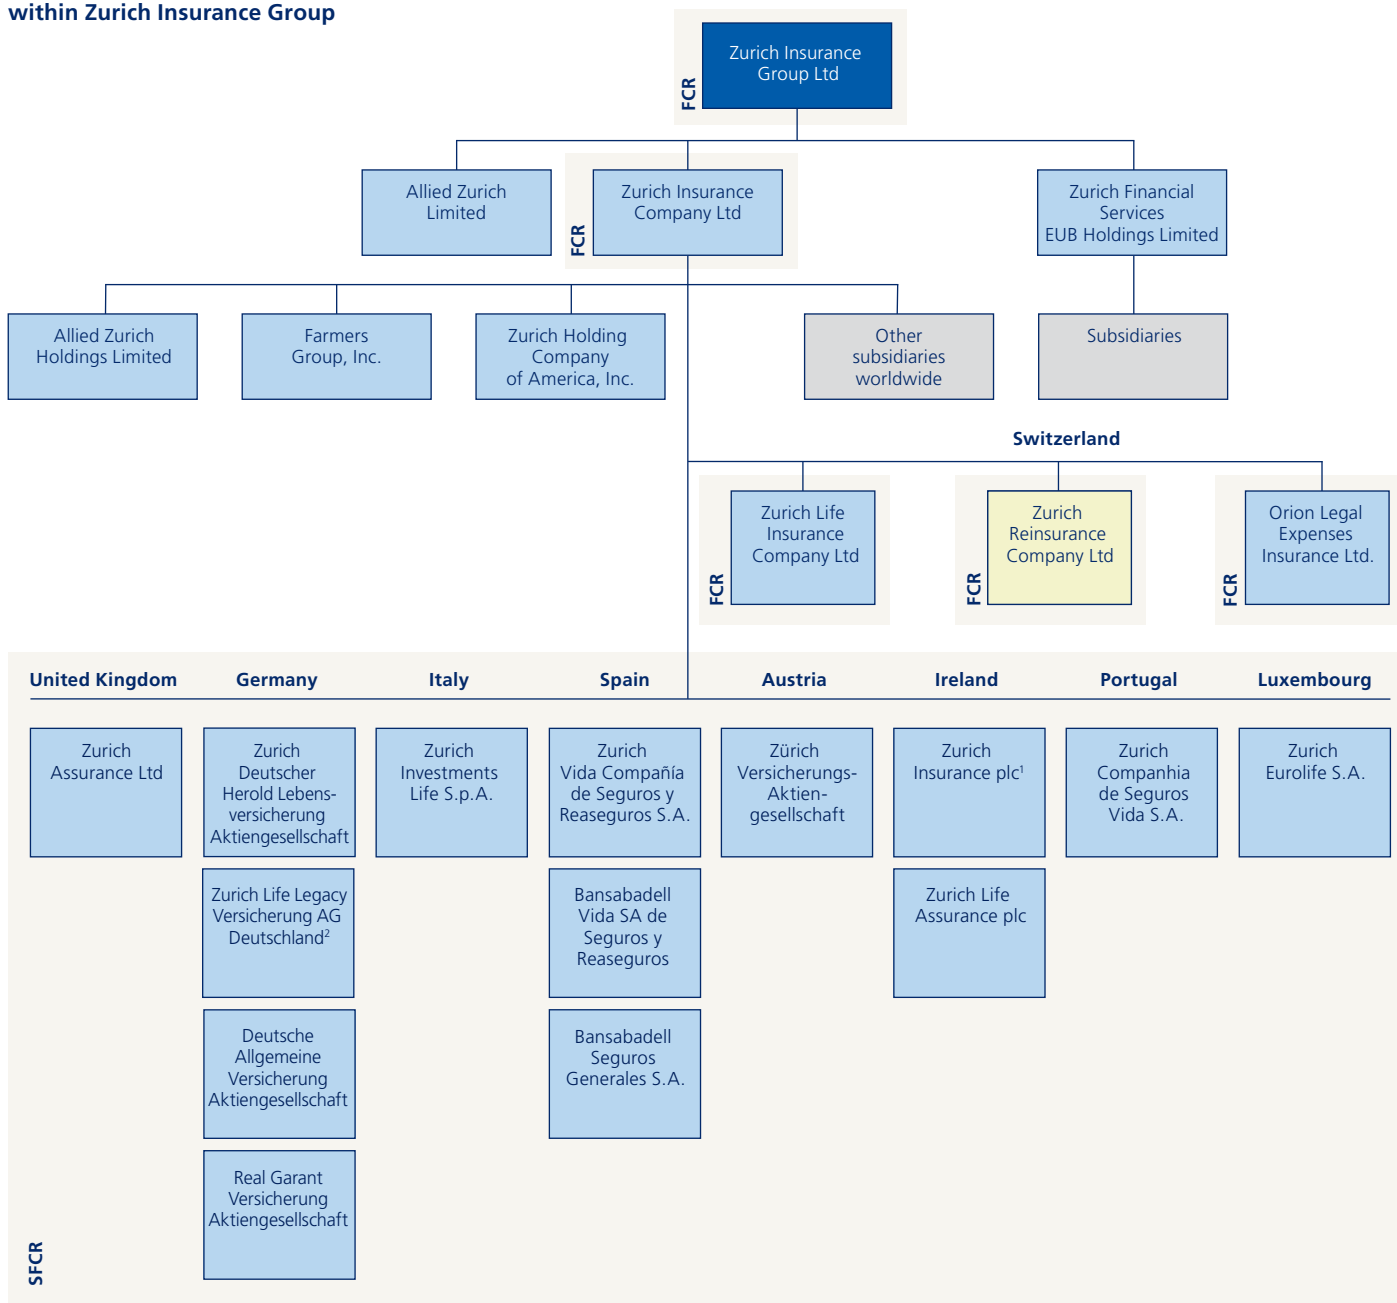 within Zurich Insurance Group
Zurich Insurance
Group Ltd
FCR
Allied Zurich
Limited
Zurich Insurance
Company Ltd
FCR
Zurich Financial
Services
EUB Holdings Limited
Allied Zurich
Holdings Limited
Farmers
Group, Inc.
Zurich Holding
Company
of America, Inc.
Other
subsidiaries
worldwide
Subsidiaries
Switzerland
Zurich Life
Insurance
Company Ltd
FCR
Zurich
Reinsurance
Company Ltd
FCR
Orion Legal
Expenses
Insurance Ltd.
FCR
United Kingdom
Germany
Italy
Spain
Austria
Ireland
Portugal
Luxembourg
Zurich
Assurance Ltd
Zurich
Deutscher
Herold Lebens-
versicherung
Aktiengesellschaft
Zurich
Investments
Life S.p.A.
Zurich
Vida Compañía
de Seguros y
Reaseguros S.A.
Zürich
Versicherungs-
Aktien-
gesellschaft
Zurich
Insurance plc¹
Zurich
Companhia
de Seguros
Vida S.A.
Zurich
Eurolife S.A.
Zurich Life Legacy
Versicherung AG
Deutschland²
Bansabadell
Vida SA de
Seguros y
Reaseguros
Zurich Life
Assurance plc
Deutsche
Allgemeine
Versicherung
Aktiengesellschaft
Bansabadell
Seguros
Generales S.A.
Real Garant
Versicherung
Aktiengesellschaft
SFCR